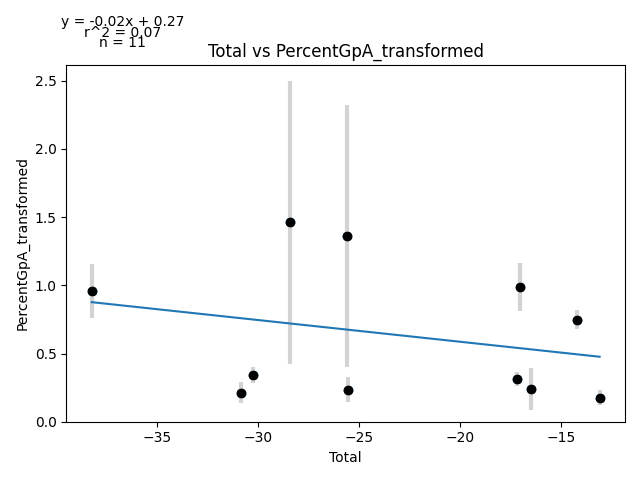 y = -0.02x + 0.27
r^2 = 0.07
n = 11
Total vs PercentGpA_transformed
PercentGpA_transformed
2.5
2.0
1.5
1.0
0.5
0.0
−35
−30
−25
−20
−15
Total